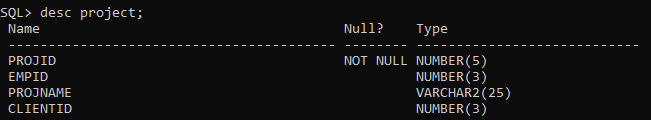 SQL> desc project;
Name Null? Type
----------------------------------------- -------- ----------------------------
PROJID NOT NULL NUMBER(5)
EMPID NUMBER(3)
PROJNAME VARCHAR2(25)
CLIENTID NUMBER(3)